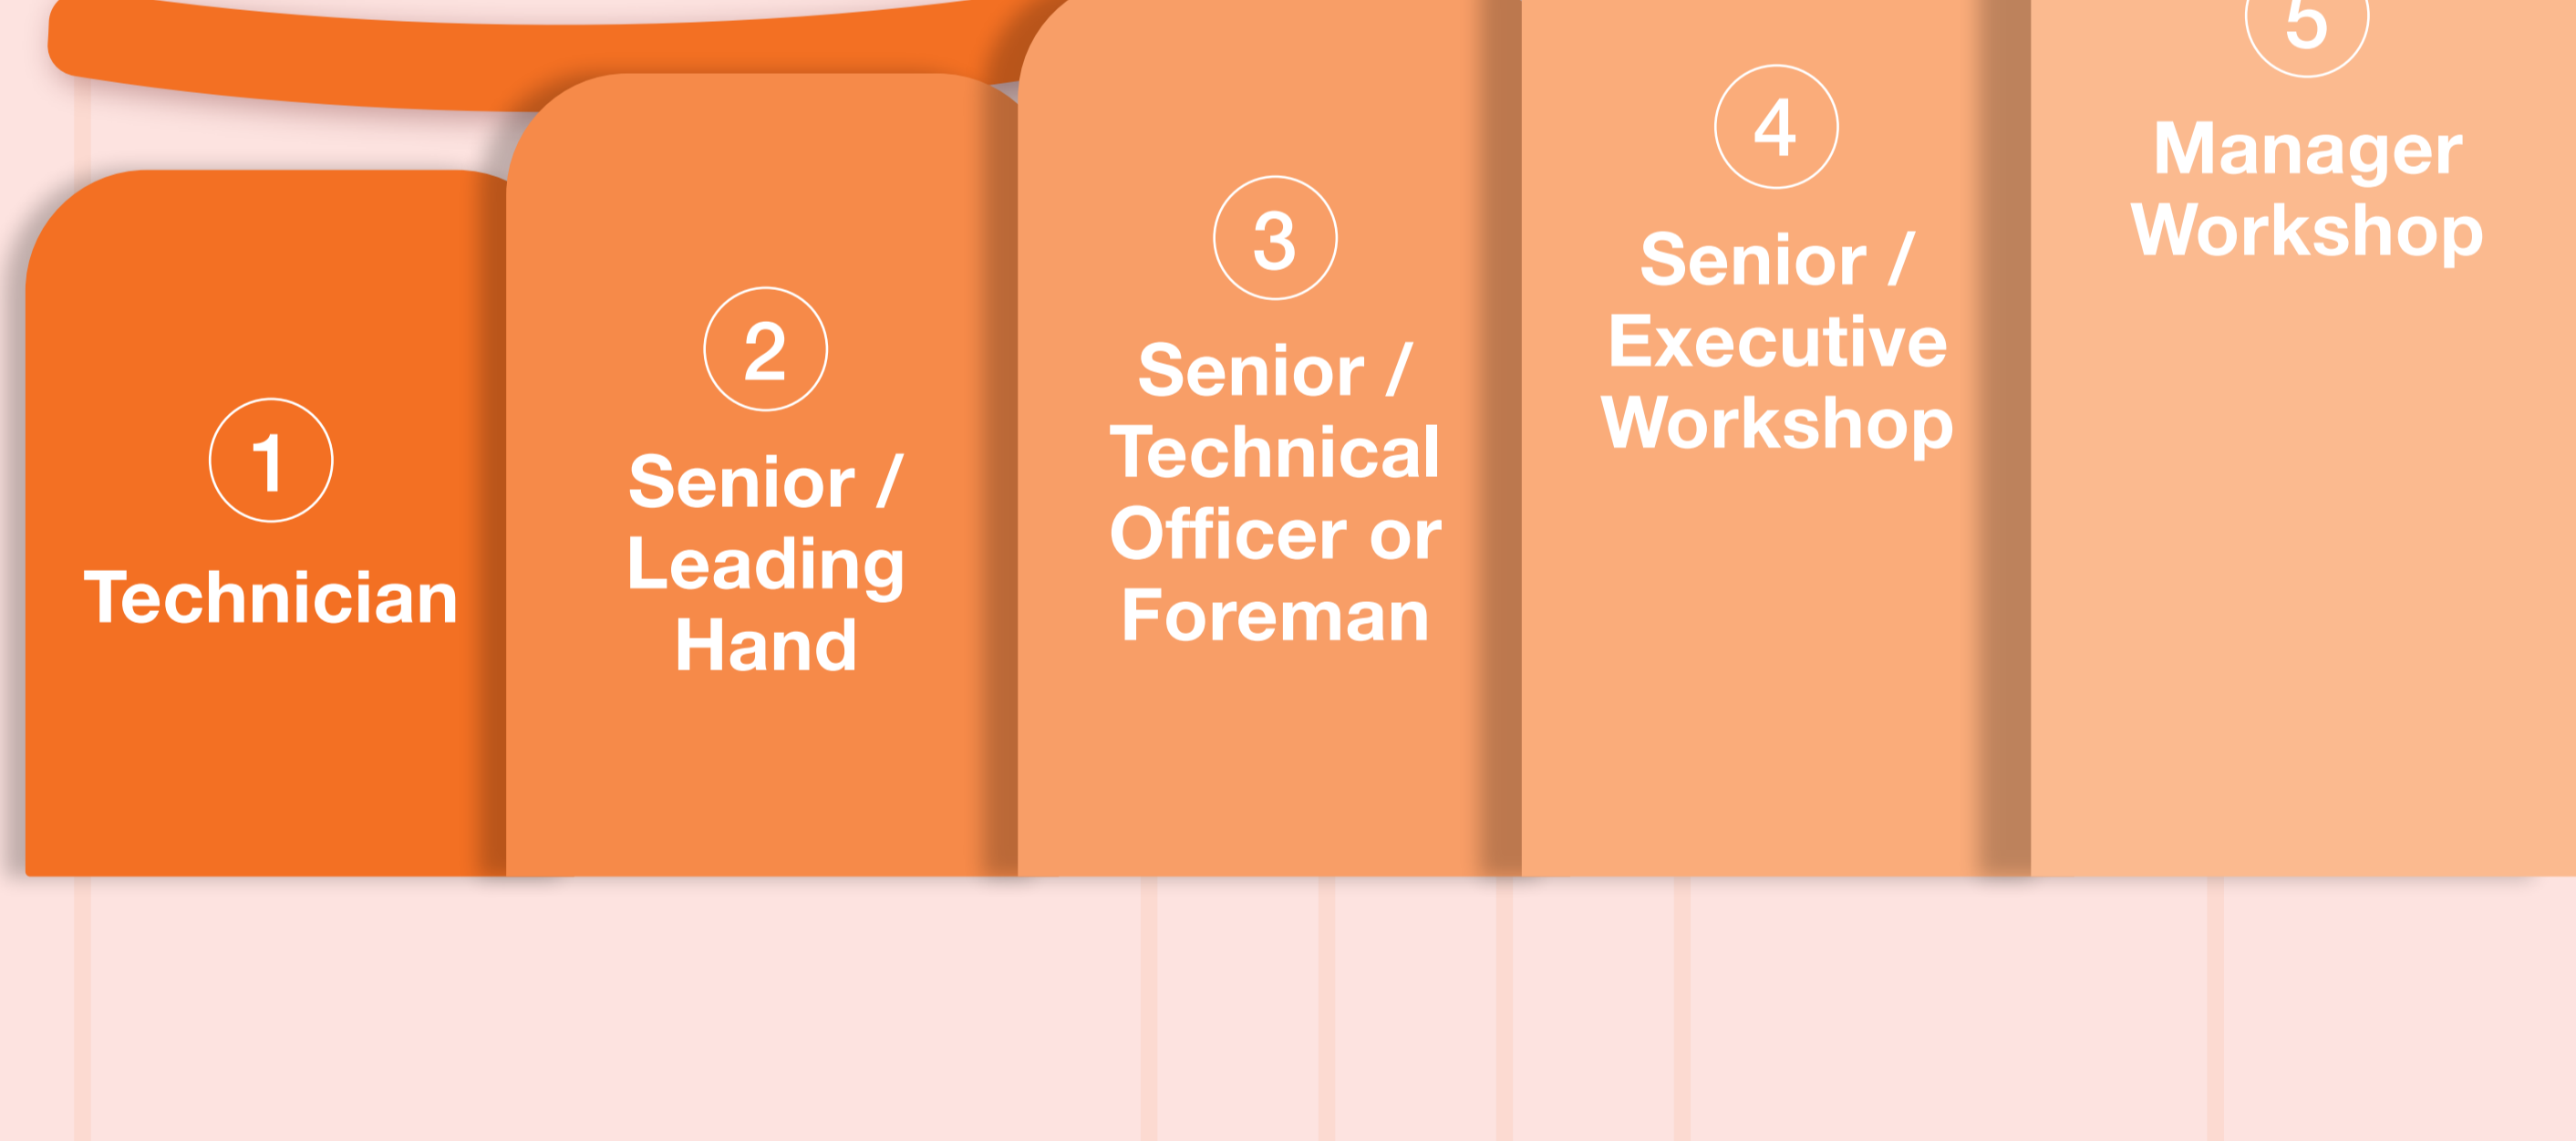 1
Technician
2
Senior /
Leading
Hand
3
Senior /
Technical
Officer or
Foreman
4
Senior /
Executive
Workshop
5
Manager
Workshop